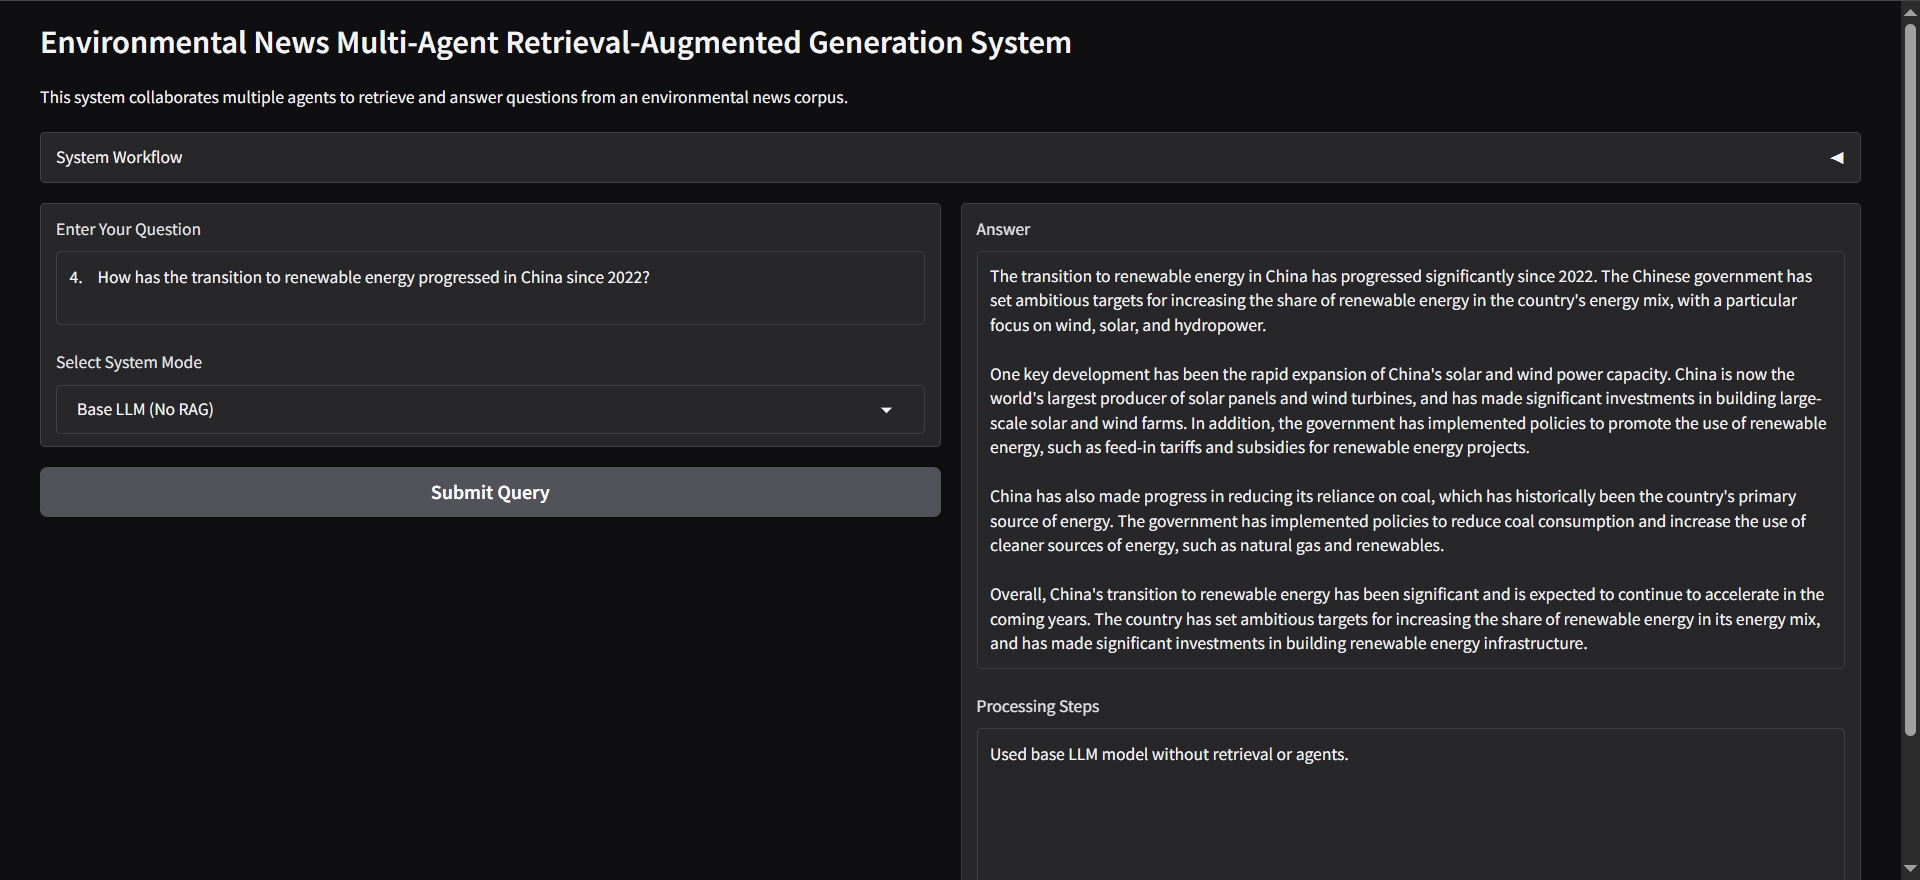 Environmental News Multi-Agent Retrieval-Augmented Generation System
This system collaborates multiple agents to retrieve and answer questions from an environmental news corpus.
System Workflow
Enter Your Question
4. How has the transition to renewable energy progressed in China since 2022?
Select System Mode
Base LLM (No RAG)
Submit Query
Answer
The transition to renewable energy in China has progressed significantly since 2022. The Chinese government has
set ambitious targets for increasing the share of renewable energy in the country's energy mix, with a particular
focus on wind, solar, and hydropower.
One key development has been the rapid expansion of China's solar and wind power capacity. China is now the
world's largest producer of solar panels and wind turbines, and has made significant investments in building large-
scale solar and wind farms. In addition, the government has implemented policies to promote the use of renewable
energy, such as feed-in tariffs and subsidies for renewable energy projects.
China has also made progress in reducing its reliance on coal, which has historically been the country's primary
source of energy. The government has implemented policies to reduce coal consumption and increase the use of
cleaner sources of energy, such as natural gas and renewables.
Overall, China's transition to renewable energy has been significant and is expected to continue to accelerate in the
coming years. The country has set ambitious targets for increasing the share of renewable energy in its energy mix,
and has made significant investments in building renewable energy infrastructure.
Processing Steps
Used base LLM model without retrieval or agents.